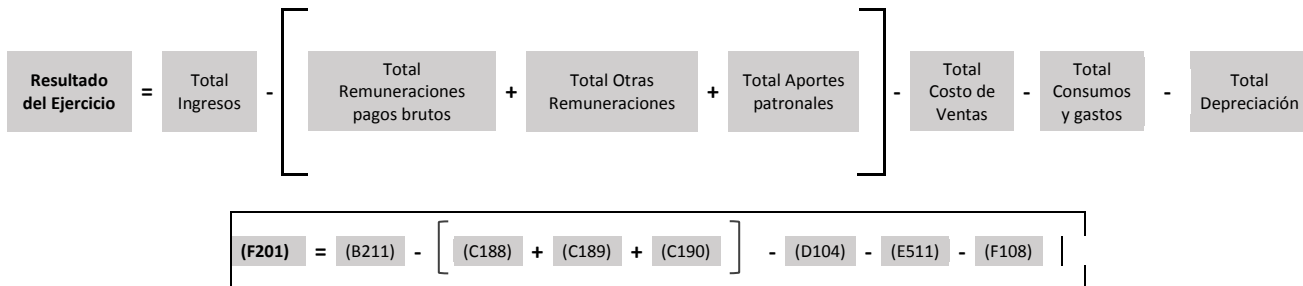 Resultado del Ejercicio = Total Ingresos - [ Total Remuneraciones pagos brutos + Total Otras Remuneraciones + Total Aportes patronales ] - Total Costo de Ventas - Total Consumos y gastos - Total Depreciación
(F201) = (B211) - [ (C188) + (C189) + (C190) ] - (D104) - (E511) - (F108)